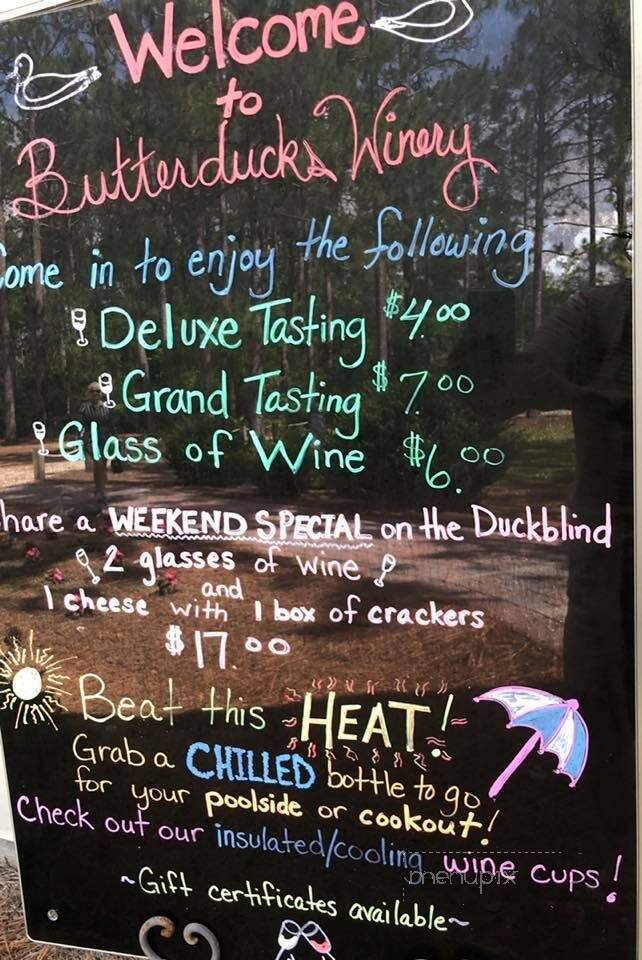 Welcome
to
Butterducks Winery
Come in to enjoy the following
Deluxe Tasting $4.00
Grand Tasting $7.00
Glass of Wine $6.00
Share a WEEKEND SPECIAL on the Duckblind
2 glasses of wine
and
1 cheese with 1 box of crackers
$17.00
Beat this HEAT!
Grab a CHILLED bottle to go
for your poolside or cookout!
Check out our insulated/cooling wine cups!
menupix
~Gift certificates available~